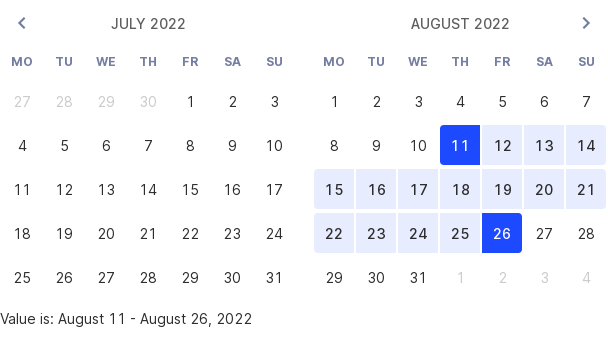 JULY 2022 AUGUST 2022
MO TU WE TH FR SA SU MO TU WE TH FR SA SU
27 28 29 30 1 2 3 1 2 3 4 5 6 7
4 5 6 7 8 9 10 8 9 10 11 12 13 14
11 12 13 14 15 16 17 15 16 17 18 19 20 21
18 19 20 21 22 23 24 22 23 24 25 26 27 28
25 26 27 28 29 30 31 29 30 31 1 2 3 4
Value is: August 11 - August 26, 2022